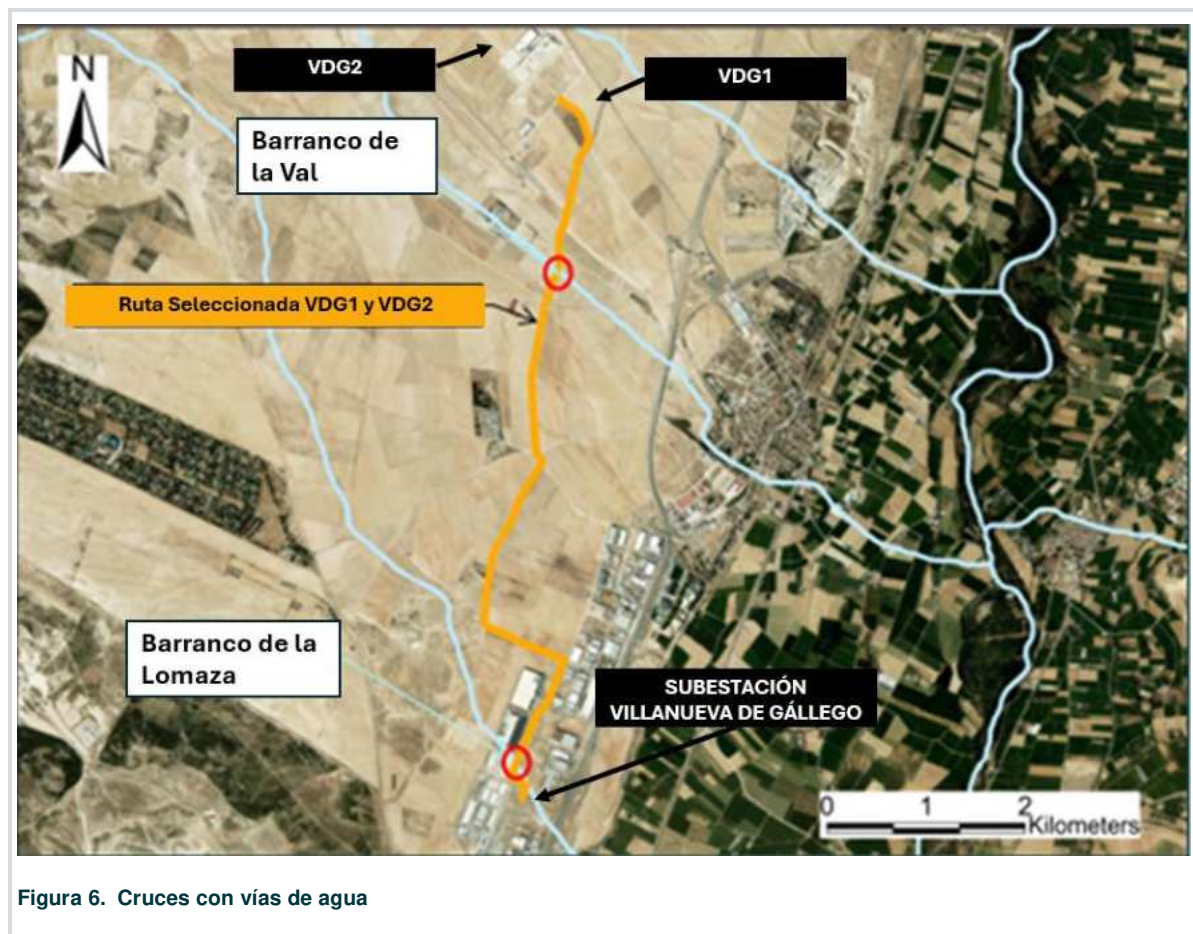 N
VDG2
VDG1
Barranco de
la Val
Ruta Seleccionada VDG1 y VDG2
Barranco de la
Lomaza
SUBESTACIÓN
VILLANUEVA DE GÁLLEGO
0 1 2
Kilometers
Figura 6. Cruces con vías de agua